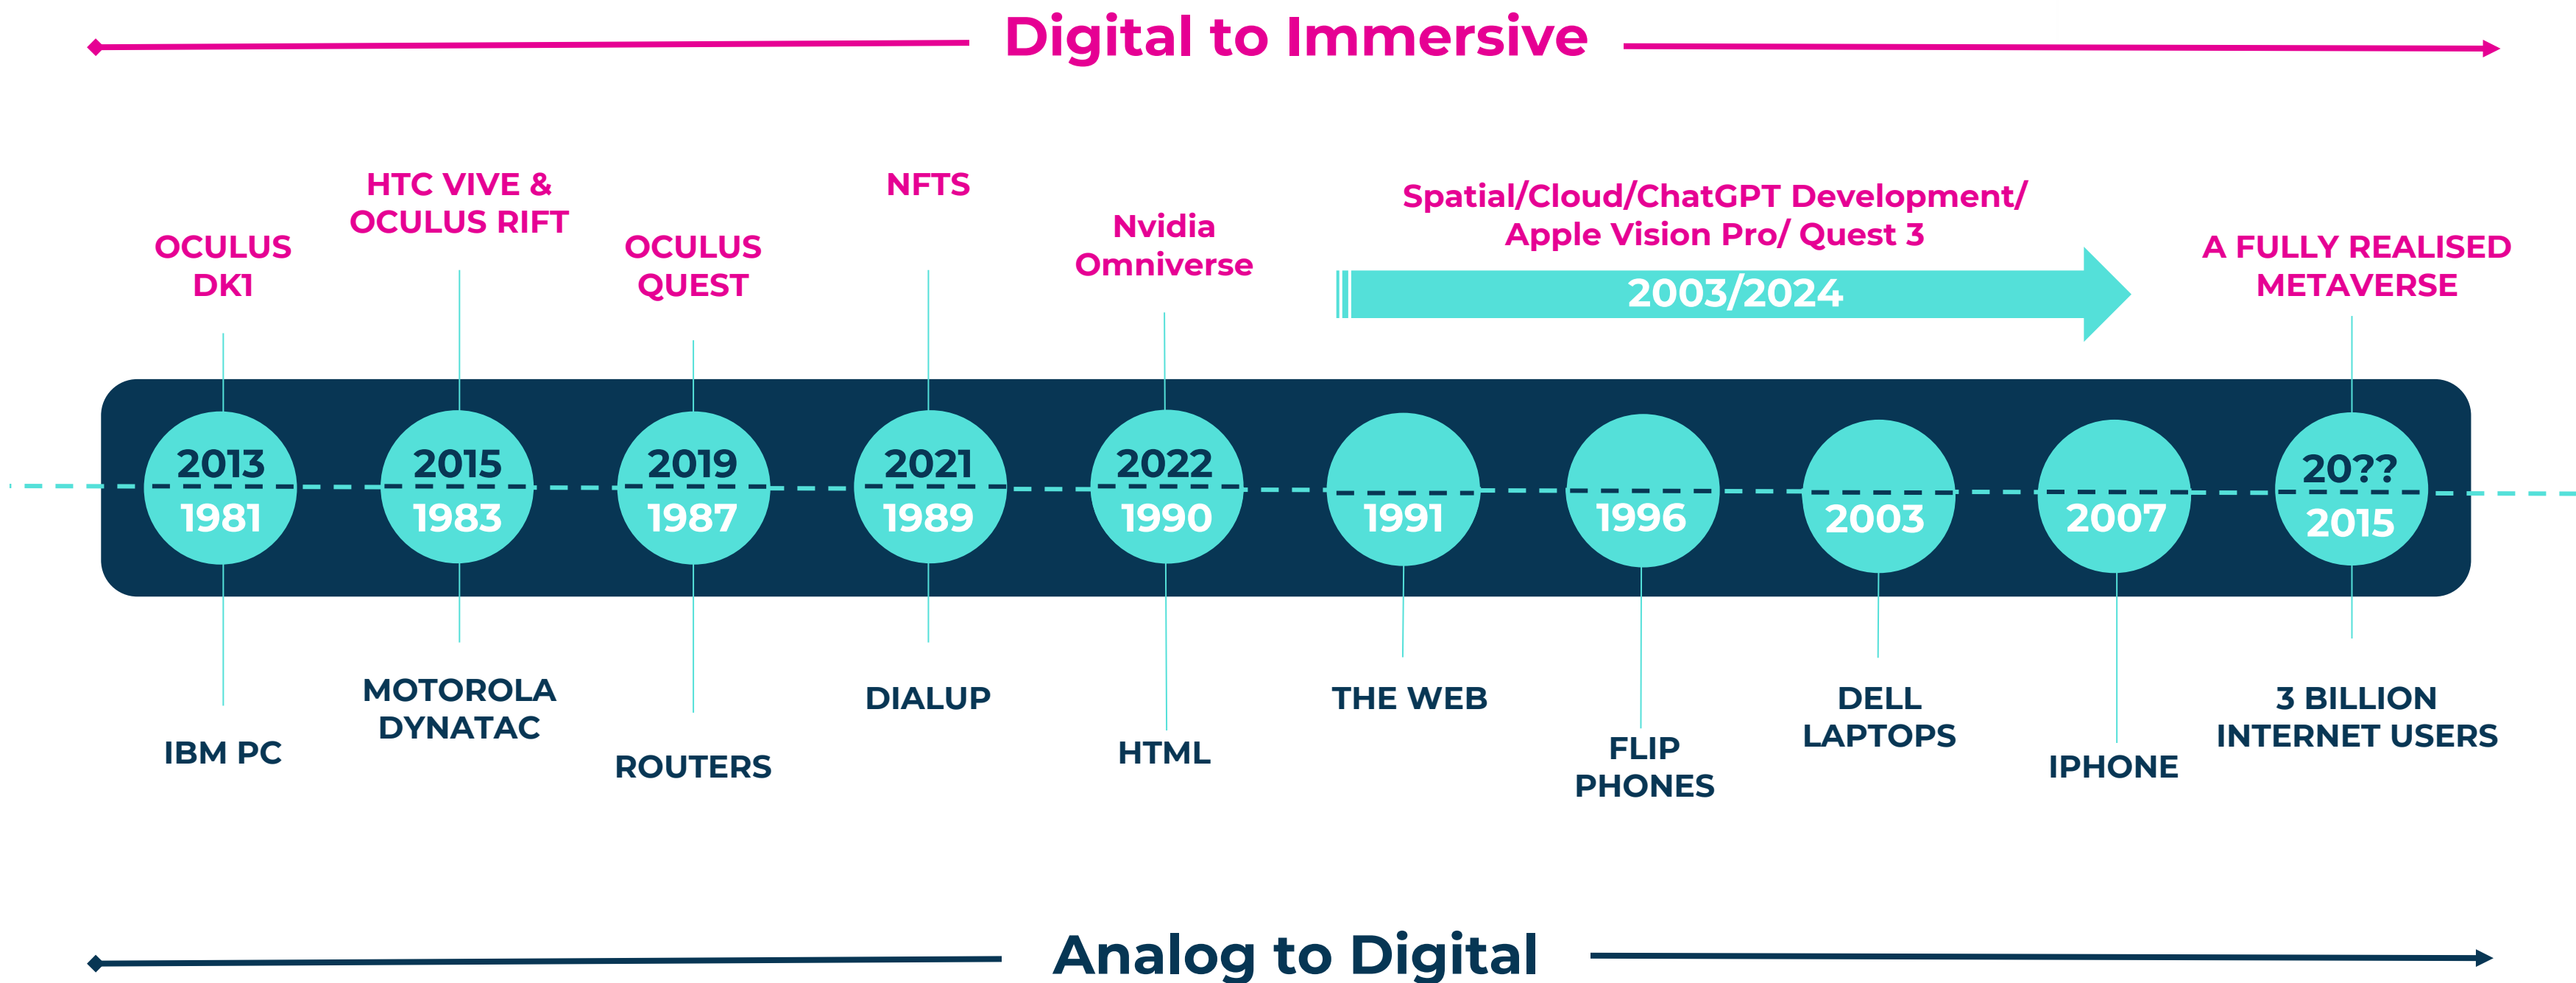 Digital to Immersive
HTC VIVE &
OCULUS RIFT
NFTS
Spatial/Cloud/ChatGPT Development/
Apple Vision Pro/ Quest 3
OCULUS
DK1
OCULUS
QUEST
Nvidia
Omniverse
2003/2024
A FULLY REALISED
METAVERSE
2013
2015
2019
2021
2022
20??
1981
1983
1987
1989
1990
1991
1996
2003
2007
2015
IBM PC
MOTOROLA
DYNATAC
ROUTERS
DIALUP
HTML
THE WEB
FLIP
PHONES
DELL
LAPTOPS
IPHONE
3 BILLION
INTERNET USERS
Analog to Digital